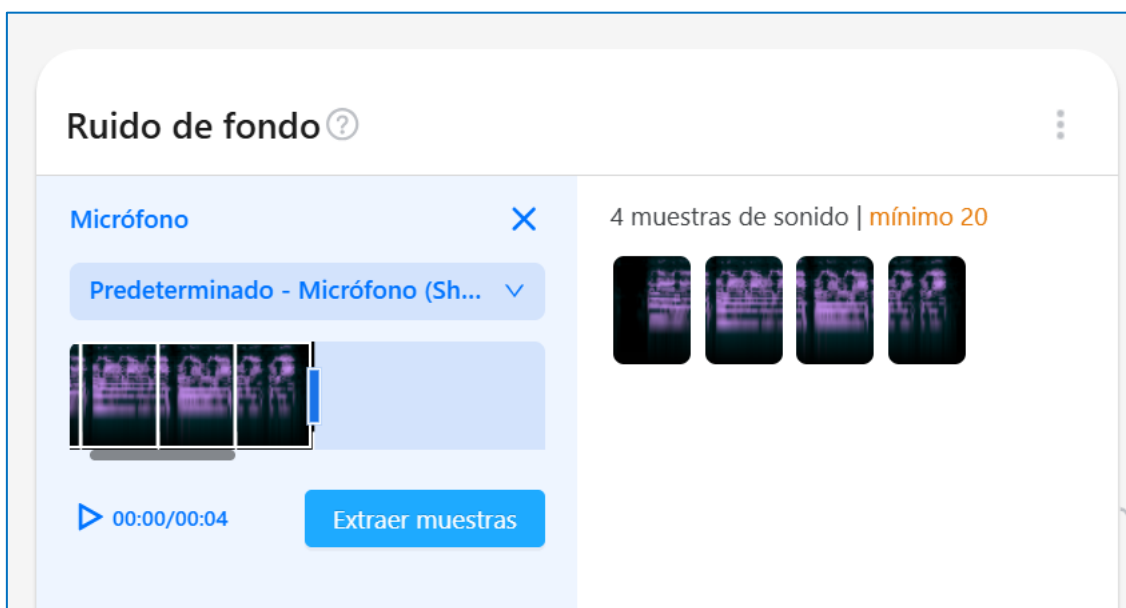 Ruido de fondo
Micrófono
Predeterminado - Micrófono (Sh...
00:00/00:04
Extraer muestras
4 muestras de sonido | mínimo 20